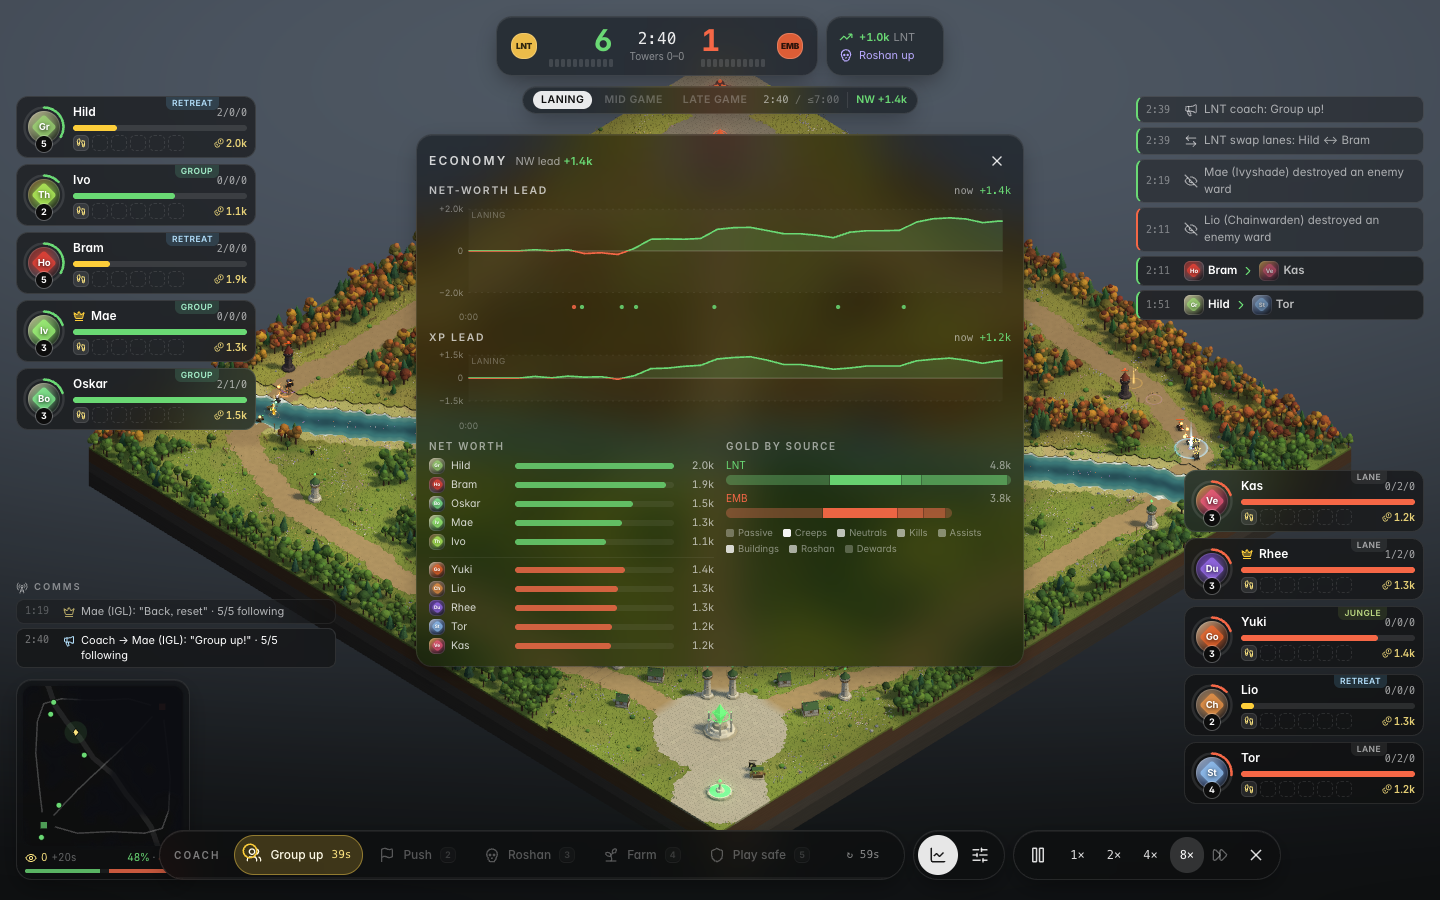 LNT 6 2:40 1 EMB
Towers 0–0
+1.0k LNT
Roshan up
LANING MID GAME LATE GAME 2:40 / ≤7:00 NW +1.4k
RETREAT
Hild 2/0/0
Gr
5 2.0k
GROUP
Ivo 0/0/0
Th
2 1.1k
RETREAT
Bram 2/0/0
Ho
5 1.9k
GROUP
Mae 0/0/0
Iv
3 1.3k
GROUP
Oskar 2/1/0
Bo
3 1.5k
ECONOMY NW lead +1.4k
NET-WORTH LEAD now +1.4k
+2.0k
LANING
0
−2.0k
0:00
XP LEAD now +1.2k
+1.5k
LANING
0
−1.5k
0:00
NET WORTH
Hild 2.0k
Bram 1.9k
Oskar 1.5k
Mae 1.3k
Ivo 1.1k
Yuki 1.4k
Lio 1.3k
Rhee 1.3k
Tor 1.2k
Kas 1.2k
GOLD BY SOURCE
LNT 4.8k
EMB 3.8k
Passive Creeps Neutrals Kills Assists
Buildings Roshan Dewards
2:39 LNT coach: Group up!
2:39 LNT swap lanes: Hild ↔ Bram
2:19 Mae (Ivyshade) destroyed an enemy
ward
2:11 Lio (Chainwarden) destroyed an
enemy ward
2:11 Ho Bram > Ve Kas
1:51 Gr Hild > St Tor
LANE
Kas 0/2/0
Ve
3 1.2k
LANE
Rhee 1/2/0
Du
3 1.3k
JUNGLE
Yuki 0/0/0
Go
3 1.4k
RETREAT
Lio 0/0/0
Ch
2 1.3k
LANE
Tor 0/2/0
St
4 1.2k
COMMS
1:19 Mae (IGL): "Back, reset" · 5/5 following
2:40 Coach → Mae (IGL): "Group up!" · 5/5
following
0 +20s 48%
COACH Group up 39s Push 2 Roshan 3 Farm 4 Play safe 5 ↻ 59s
1× 2× 4× 8×